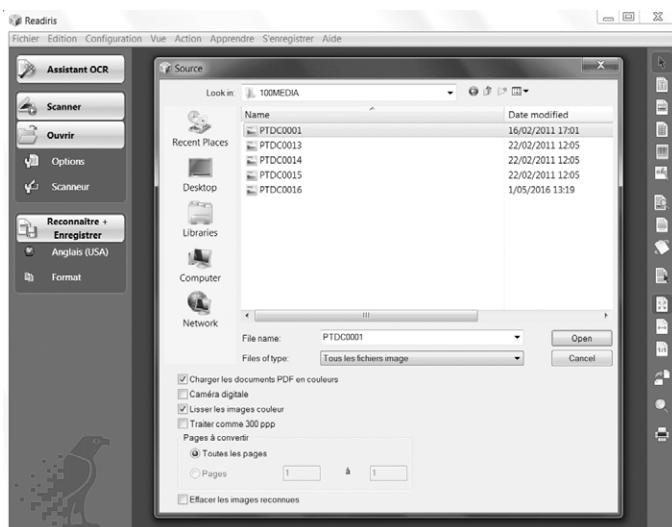 Readiris
Fichier Edition Configuration Vue Action Apprendre S'enregistrer Aide
Assistant OCR
Scanner
Ouvrir
Options
Scanneur
Reconnaître +
Enregistrer
Anglais (USA)
Format
Source
Look in: 100MEDIA
Recent Places
Desktop
Libraries
Computer
Network
Name Date modified
PTDC0001 16/02/2011 17:01
PTDC0013 22/02/2011 12:05
PTDC0014 22/02/2011 12:05
PTDC0015 22/02/2011 12:05
PTDC0016 1/05/2016 13:19
File name: PTDC0001 Open
Files of type: Tous les fichiers image Cancel
Charger les documents PDF en couleurs
Caméra digitale
Lisser les images couleur
Traiter comme 300 ppp
Pages à convertir
Toutes les pages
Pages 1 à 1
Effacer les images reconnues